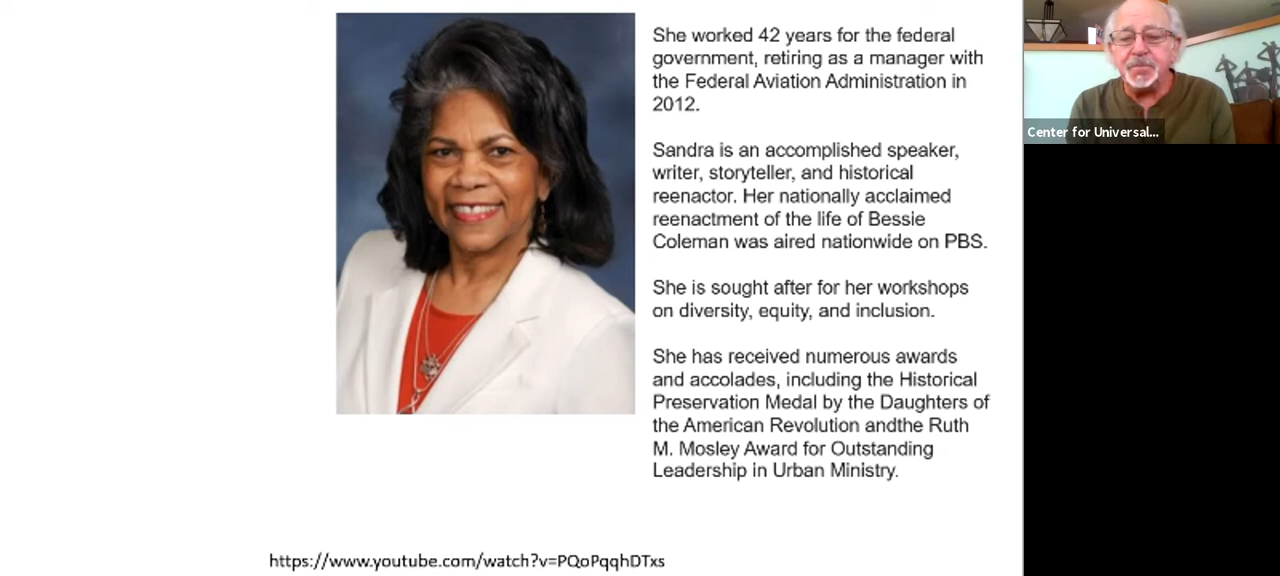 She worked 42 years for the federal
government, retiring as a manager with
the Federal Aviation Administration in
2012.
Sandra is an accomplished speaker,
writer, storyteller, and historical
reenactor. Her nationally acclaimed
reenactment of the life of Bessie
Coleman was aired nationwide on PBS.
She is sought after for her workshops
on diversity, equity, and inclusion.
She has received numerous awards
and accolades, including the Historical
Preservation Medal by the Daughters of
the American Revolution andthe Ruth
M. Mosley Award for Outstanding
Leadership in Urban Ministry.
https://www.youtube.com/watch?v=PQoPqqhDTxs
Center for Universal...